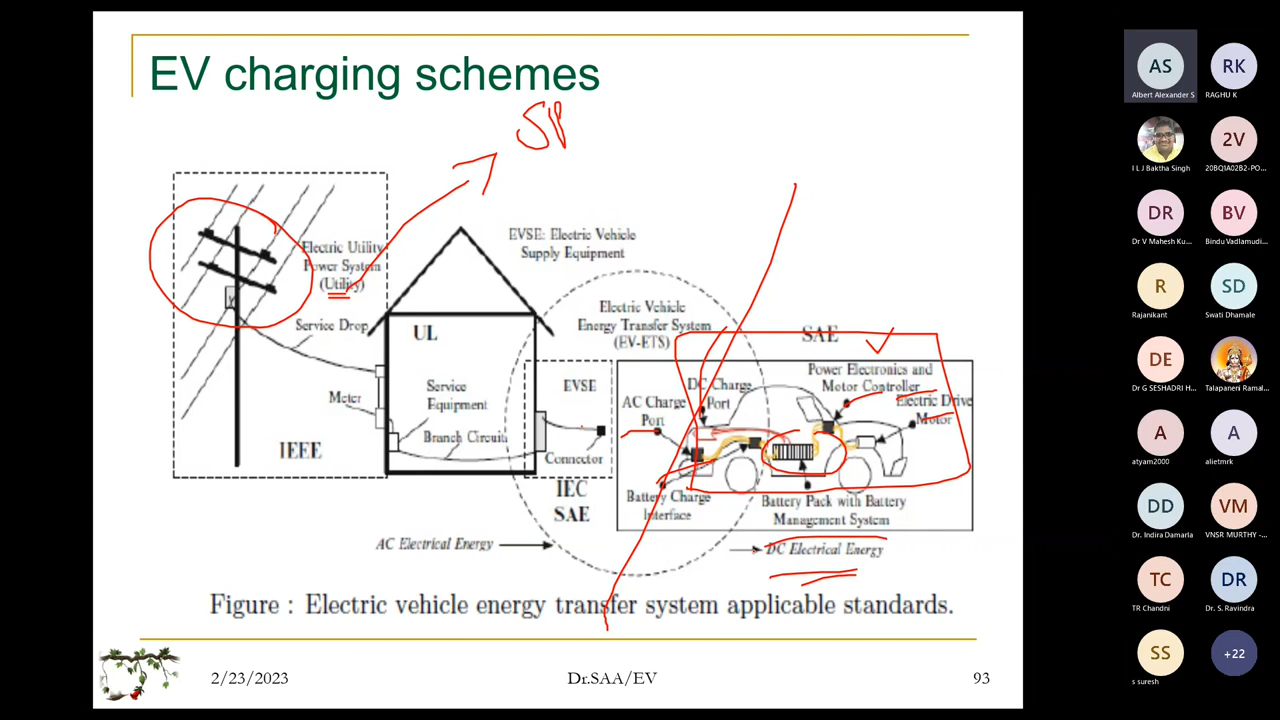 EV charging schemes
SP
EVSE: Electric Vehicle
Supply Equipment
Electric Utility
Power System
(Utility)
Service Drop
UL
Electric Vehicle
Energy Transfer System
(EV-ETS)
SAE
Meter
Service
Equipment
Branch Circuit
IEEE
EVSE
Connector
IEC
SAE
DC Charge
Port
AC Charge
Port
Power Electronics and
Motor Controller
Electric Drive
Motor
Battery Charge
Interface
Battery Pack with Battery
Management System
AC Electrical Energy
DC Electrical Energy
Figure : Electric vehicle energy transfer system applicable standards.
2/23/2023
Dr.SAA/EV
93
AS
Albert Alexander S
RK
RAGHU K
I L J Baktha Singh
2V
20BQ1A02B2-PO...
DR
Dr V Mahesh Ku...
BV
Bindu Vadlamudi...
R
Rajanikant
SD
Swati Dhamale
DE
Dr G SESHADRI H...
Talapaneni Ramal...
A
atyam2000
A
alietmrk
DD
Dr. Indira Damarla
VM
VNSR MURTHY -...
TC
TR Chandni
DR
Dr. S. Ravindra
SS
s suresh
+22